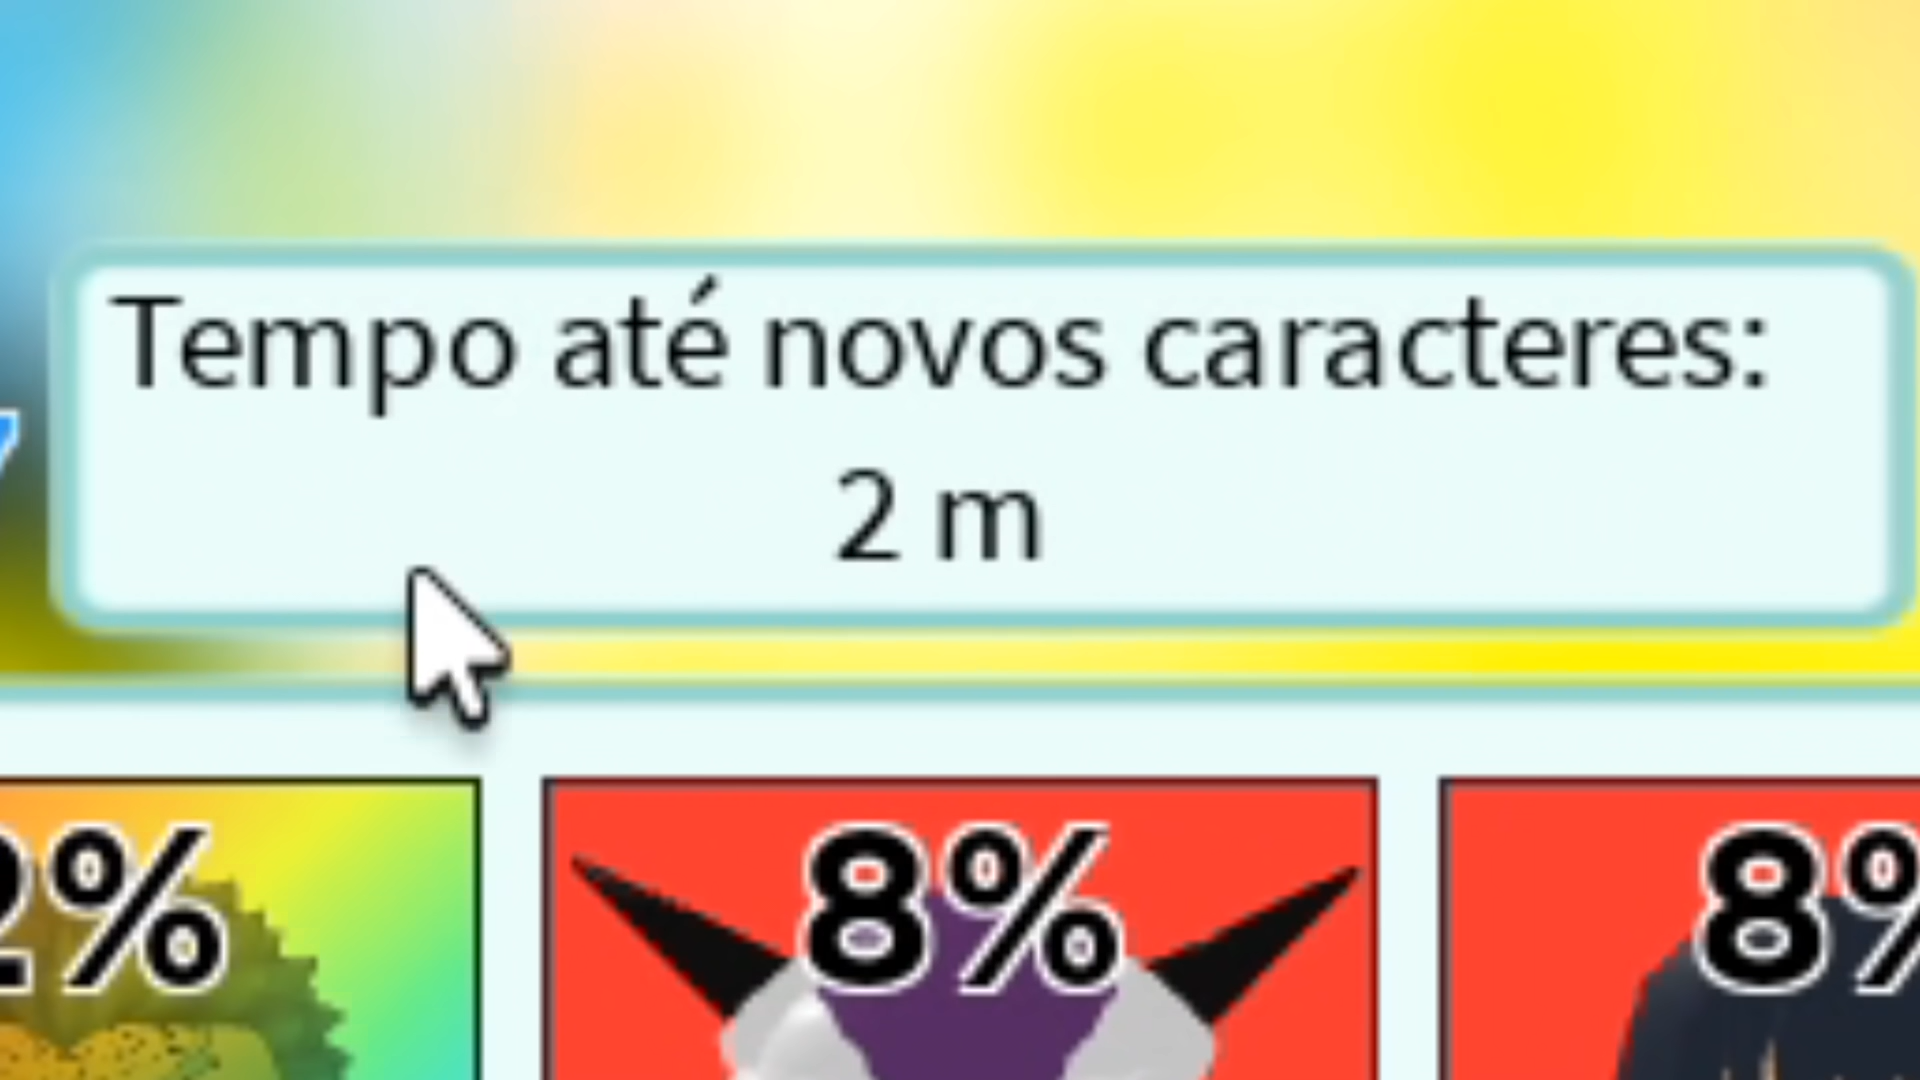 Tempo até novos caracteres:
2 m
2% 8% 8%